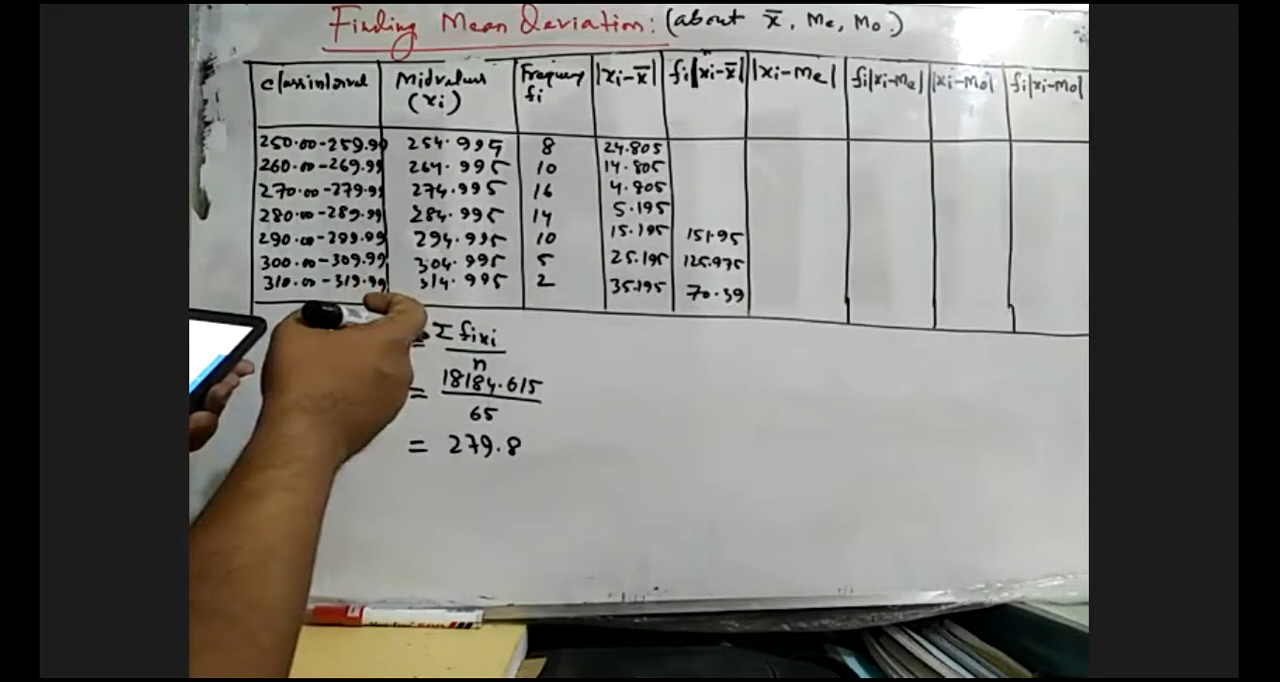 Finding Mean Deviation: (about x̄, Me, Mo.)
class interval | Midvalues (xi) | Frequency fi | |xi-x̄| | fi|xi-x̄| | |xi-Me| | fi|xi-Me| | |xi-Mo| | fi|xi-Mo|
250.00-259.99 254.995 8 24.805
260.00-269.99 264.995 10 14.805
270.00-279.99 274.995 16 4.805
280.00-289.99 284.995 14 5.195
290.00-299.99 294.995 10 15.195 151.95
300.00-309.99 304.995 5 25.195 125.975
310.00-319.99 314.995 2 35.195 70.39
= Σfixi
n
= 18184.615
65
= 279.8